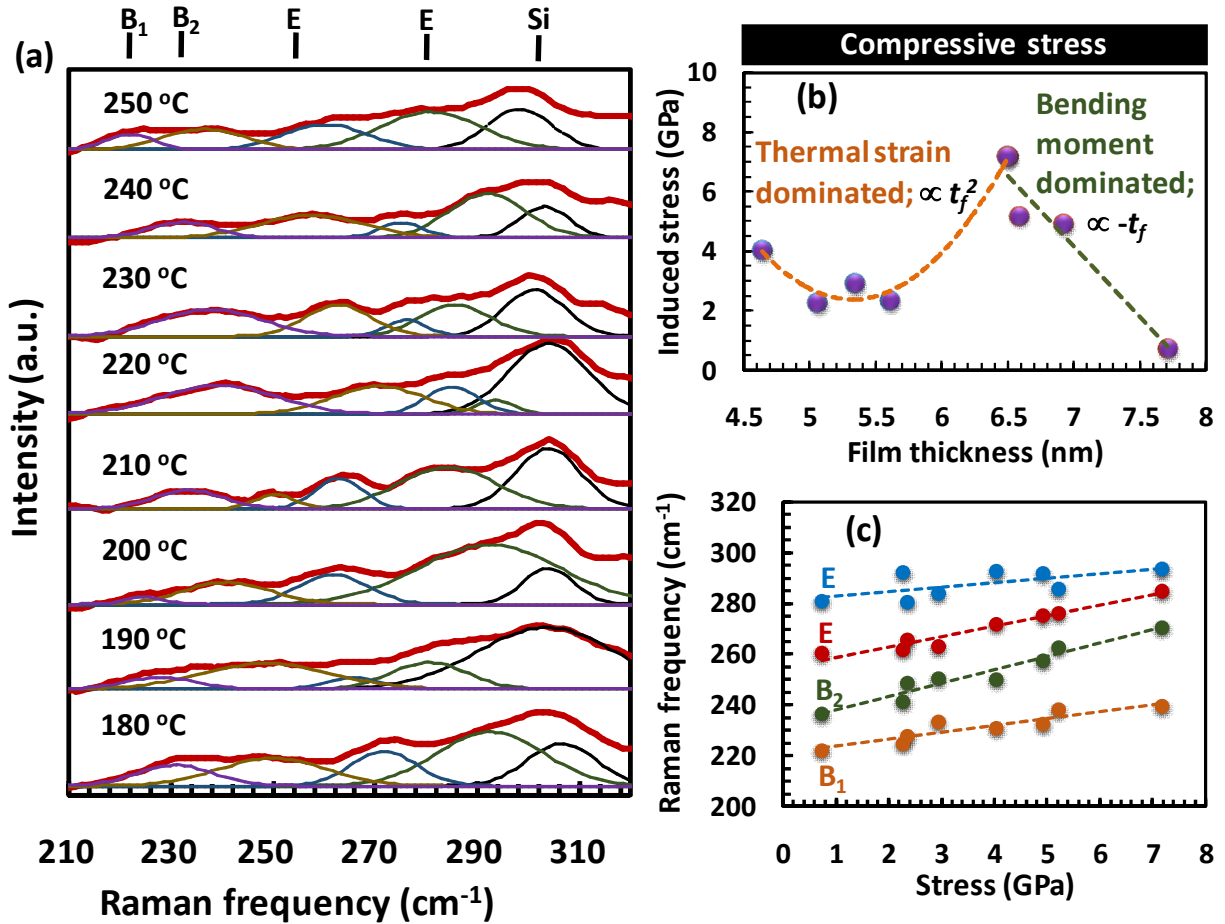 (a)
B₁ B₂ E E Si
250 °C
240 °C
230 °C
220 °C
210 °C
200 °C
190 °C
180 °C
Intensity (a.u.)
210 230 250 270 290 310
Raman frequency (cm⁻¹)
Compressive stress
(b)
Thermal strain
dominated; ∝ t_f²
Bending
moment
dominated;
∝ -t_f
Induced stress (GPa)
10
8
6
4
2
0
4.5 5 5.5 6 6.5 7 7.5 8
Film thickness (nm)
(c)
Raman frequency (cm⁻¹)
320
300
280
260
240
220
200
E
E
B₂
B₁
0 1 2 3 4 5 6 7 8
Stress (GPa)